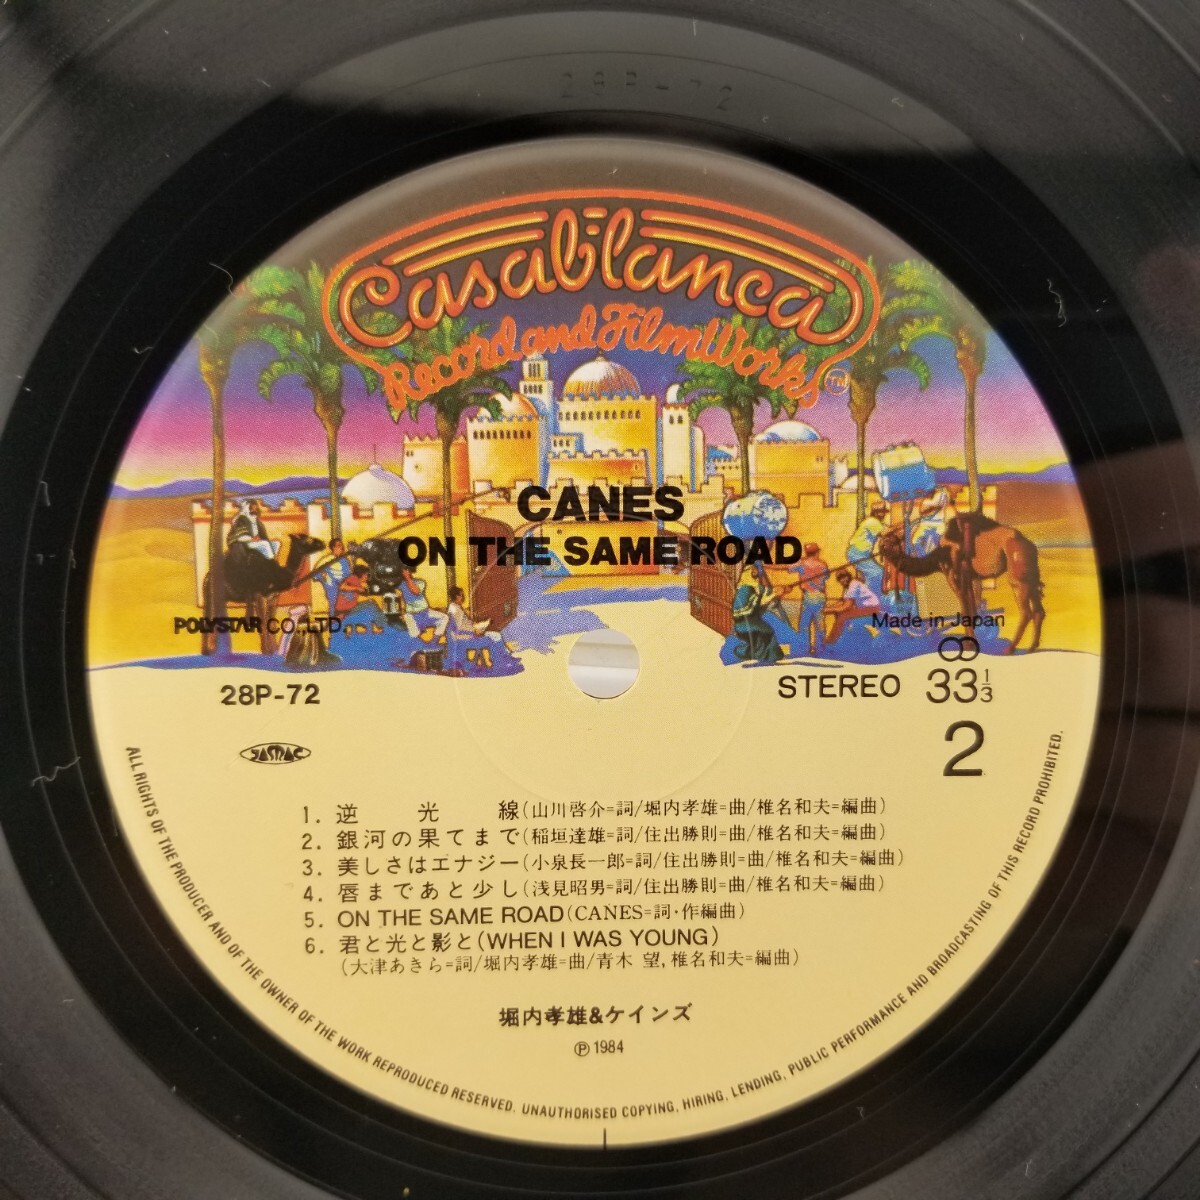 28P-72
Casablanca
Record and FilmWorks
TM
CANES
ON THE SAME ROAD
POLYSTAR CO., LTD.
Made in Japan
28P-72
STEREO 33 1/3
2
JASRAC
1. 逆光線(山川啓介=詞/堀内孝雄=曲/椎名和夫=編曲)
2. 銀河の果てまで(稲垣達雄=詞/住出勝則=曲/椎名和夫=編曲)
3. 美しさはエナジー(小泉長一郎=詞/住出勝則=曲/椎名和夫=編曲)
4. 唇まであと少し(浅見昭男=詞/住出勝則=曲/椎名和夫=編曲)
5. ON THE SAME ROAD(CANES=詞・作編曲)
6. 君と光と影と(WHEN I WAS YOUNG)
(大津あきら=詞/堀内孝雄=曲/青木 望,椎名和夫=編曲)
堀内孝雄&ケインズ
℗ 1984
ALL RIGHTS OF THE PRODUCER AND OF THE OWNER OF THE WORK REPRODUCED RESERVED. UNAUTHORISED COPYING, HIRING, LENDING, PUBLIC PERFORMANCE AND BROADCASTING OF THIS RECORD PROHIBITED.